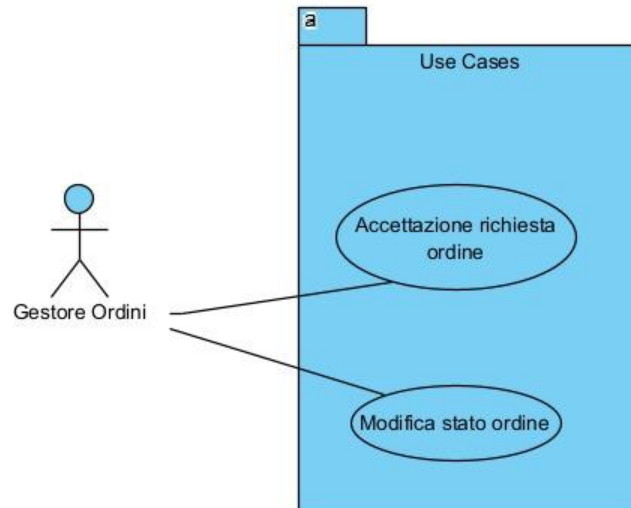 a
Use Cases
Accettazione richiesta
ordine
Gestore Ordini
Modifica stato ordine